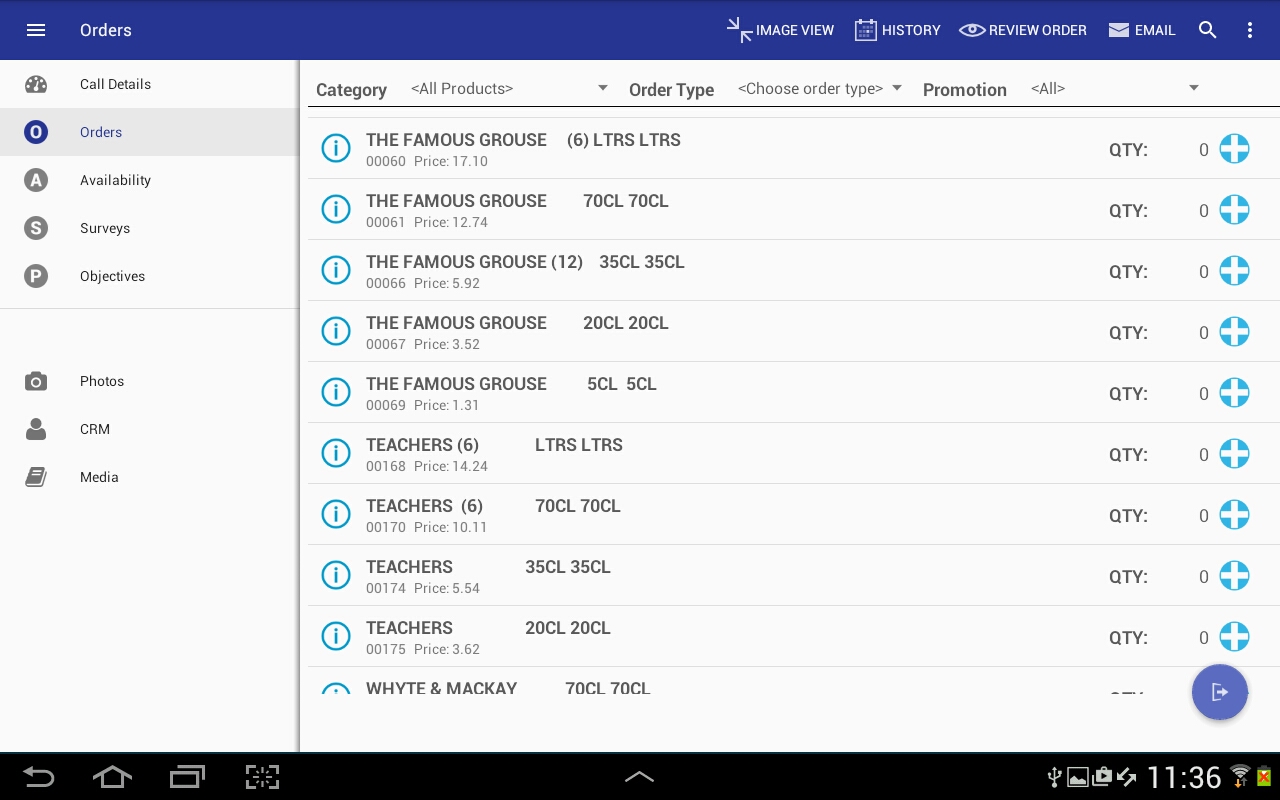 Orders IMAGE VIEW HISTORY REVIEW ORDER EMAIL
Call Details
O Orders
A Availability
S Surveys
P Objectives
Photos
CRM
Media
Category <All Products> Order Type <Choose order type> Promotion <All>
THE FAMOUS GROUSE (6) LTRS LTRS
00060 Price: 17.10
QTY: 0
THE FAMOUS GROUSE 70CL 70CL
00061 Price: 12.74
QTY: 0
THE FAMOUS GROUSE (12) 35CL 35CL
00066 Price: 5.92
QTY: 0
THE FAMOUS GROUSE 20CL 20CL
00067 Price: 3.52
QTY: 0
THE FAMOUS GROUSE 5CL 5CL
00069 Price: 1.31
QTY: 0
TEACHERS (6) LTRS LTRS
00168 Price: 14.24
QTY: 0
TEACHERS (6) 70CL 70CL
00170 Price: 10.11
QTY: 0
TEACHERS 35CL 35CL
00174 Price: 5.54
QTY: 0
TEACHERS 20CL 20CL
00175 Price: 3.62
QTY: 0
WHYTE & MACKAY 70CL 70CL
11:36